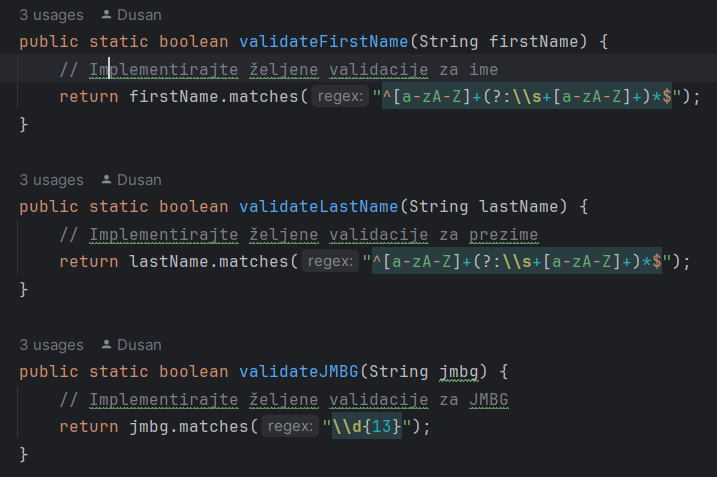 3 usages Dusan
public static boolean validateFirstName(String firstName) {
// Implementirajte željene validacije za ime
return firstName.matches( regex: "^[a-zA-Z]+(?:\\s+[a-zA-Z]+)*$");
}
3 usages Dusan
public static boolean validateLastName(String lastName) {
// Implementirajte željene validacije za prezime
return lastName.matches( regex: "^[a-zA-Z]+(?:\\s+[a-zA-Z]+)*$");
}
3 usages Dusan
public static boolean validateJMBG(String jmbg) {
// Implementirajte željene validacije za JMBG
return jmbg.matches( regex: "\\d{13}");
}